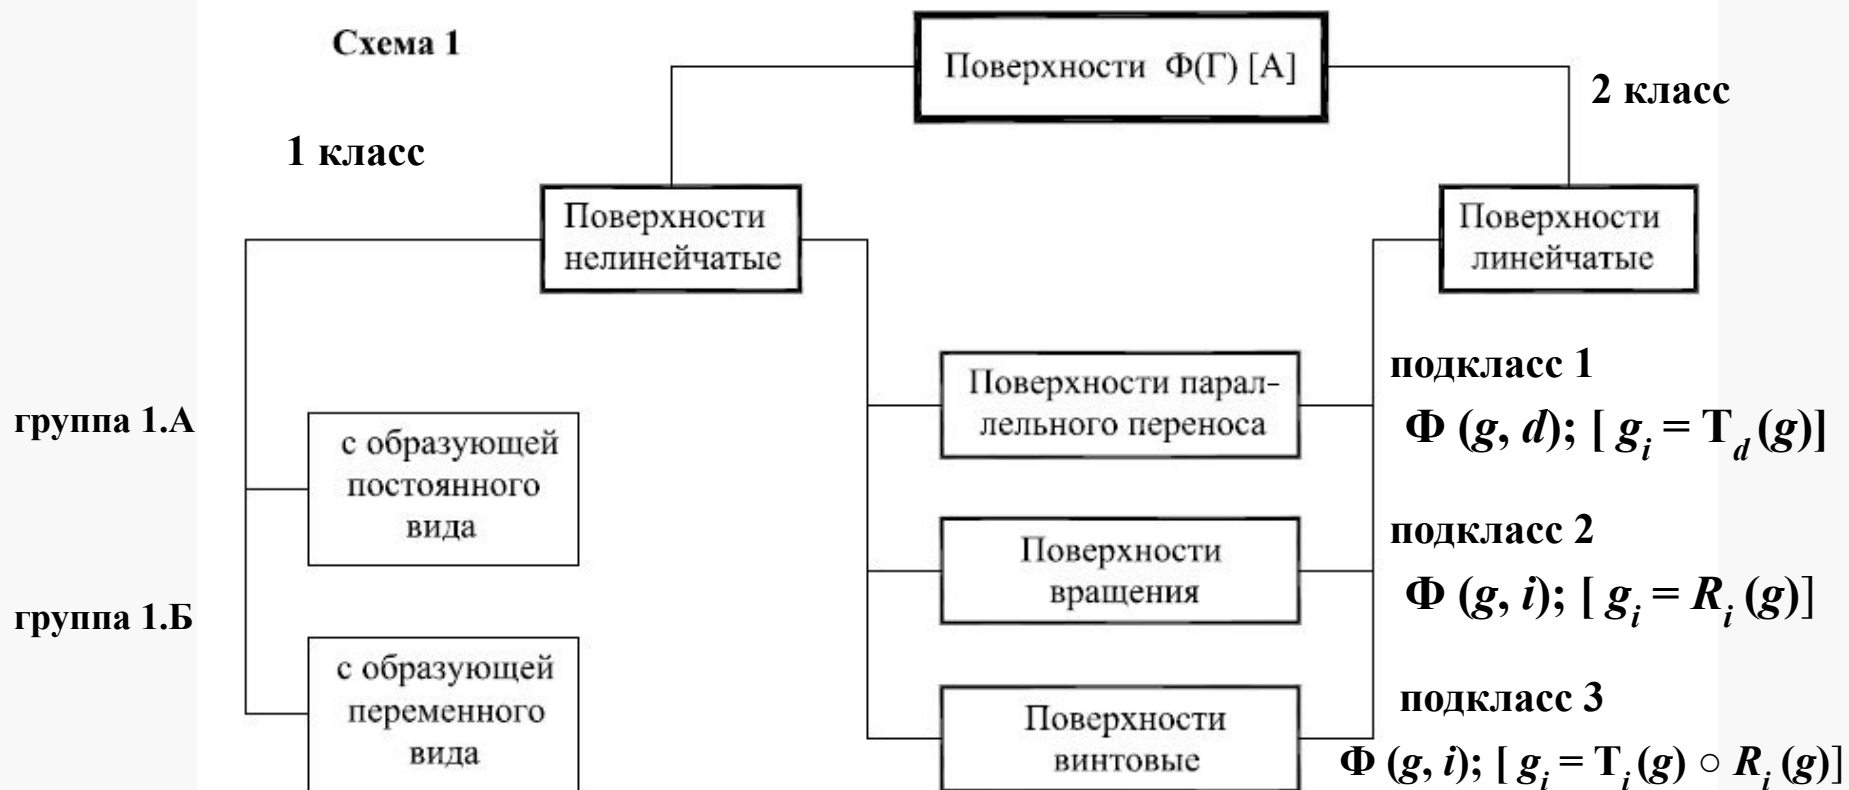 Схема 1
Поверхности Ф(Г) [А]
2 класс
1 класс
Поверхности
нелинейчатые
Поверхности
линейчатые
подкласс 1
Поверхности парал-
лельного переноса
Ф (g, d); [ gᵢ = T_d (g)]
группа 1.А
с образующей
постоянного
вида
подкласс 2
Поверхности
вращения
Ф (g, i); [ gᵢ = Rᵢ (g)]
группа 1.Б
с образующей
переменного
вида
подкласс 3
Поверхности
винтовые
Ф (g, i); [ gᵢ = Tᵢ (g) ○ Rᵢ (g)]